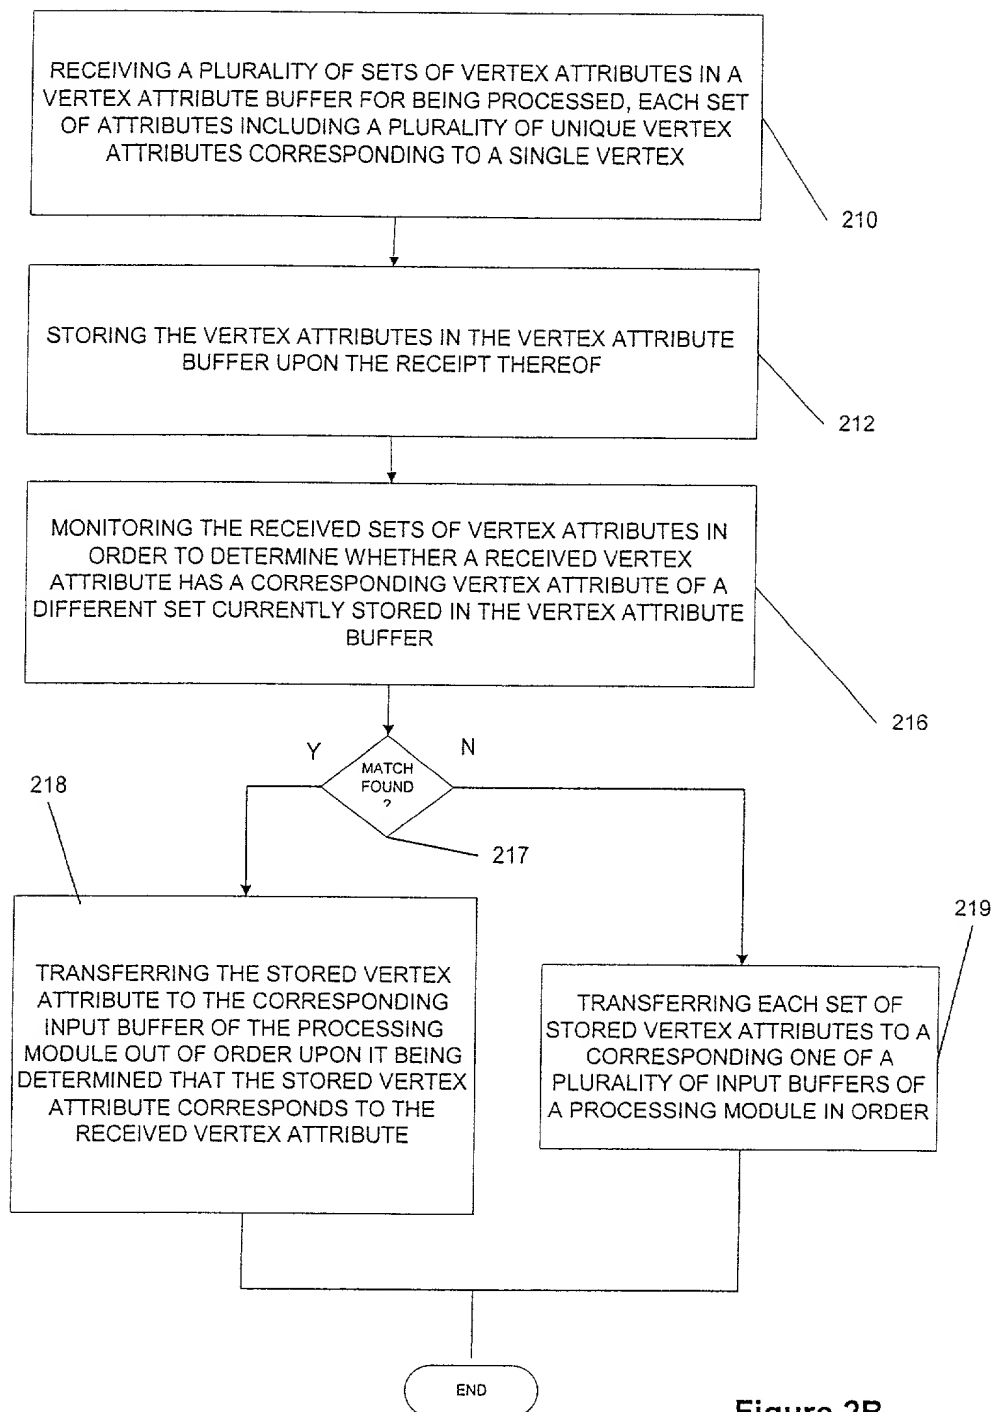 RECEIVING A PLURALITY OF SETS OF VERTEX ATTRIBUTES IN A
VERTEX ATTRIBUTE BUFFER FOR BEING PROCESSED, EACH SET
OF ATTRIBUTES INCLUDING A PLURALITY OF UNIQUE VERTEX
ATTRIBUTES CORRESPONDING TO A SINGLE VERTEX
210
STORING THE VERTEX ATTRIBUTES IN THE VERTEX ATTRIBUTE
BUFFER UPON THE RECEIPT THEREOF
212
MONITORING THE RECEIVED SETS OF VERTEX ATTRIBUTES IN
ORDER TO DETERMINE WHETHER A RECEIVED VERTEX
ATTRIBUTE HAS A CORRESPONDING VERTEX ATTRIBUTE OF A
DIFFERENT SET CURRENTLY STORED IN THE VERTEX ATTRIBUTE
BUFFER
216
Y
N
MATCH
FOUND
?
217
218
TRANSFERRING THE STORED VERTEX
ATTRIBUTE TO THE CORRESPONDING
INPUT BUFFER OF THE PROCESSING
MODULE OUT OF ORDER UPON IT BEING
DETERMINED THAT THE STORED VERTEX
ATTRIBUTE CORRESPONDS TO THE
RECEIVED VERTEX ATTRIBUTE
219
TRANSFERRING EACH SET OF
STORED VERTEX ATTRIBUTES TO A
CORRESPONDING ONE OF A
PLURALITY OF INPUT BUFFERS OF
A PROCESSING MODULE IN ORDER
END
Figure 2B